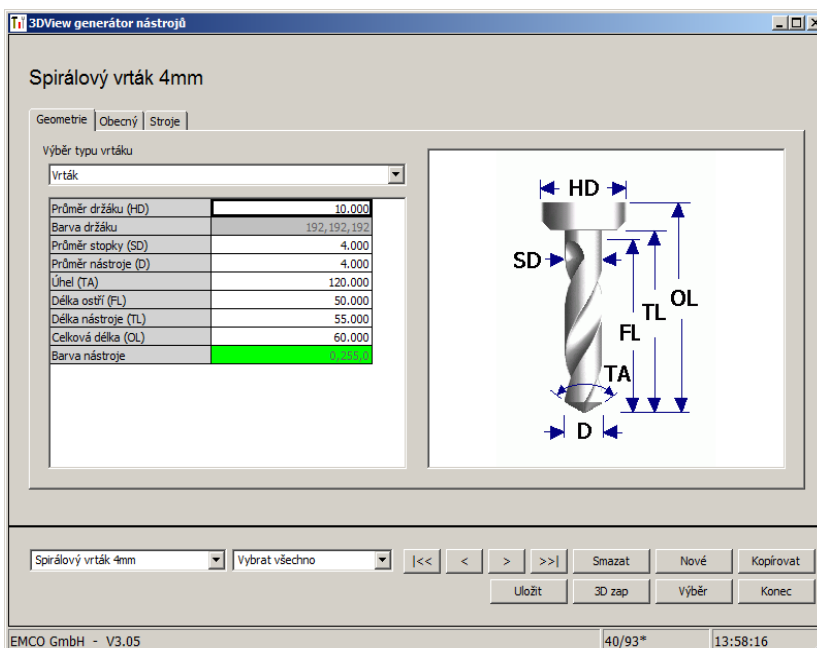 3DView generátor nástrojů
Spirálový vrták 4mm
Geometrie Obecný Stroje
Výběr typu vrtáku
Vrták
Průměr držáku (HD) 10.000
Barva držáku 192,192,192
Průměr stopky (SD) 4.000
Průměr nástroje (D) 4.000
Úhel (TA) 120.000
Délka ostří (FL) 50.000
Délka nástroje (TL) 55.000
Celková délka (OL) 60.000
Barva nástroje 0,255,0
HD
SD
OL
TL
FL
TA
D
Spirálový vrták 4mm Vybrat všechno |<< < > >>| Smazat Nové Kopírovat
Uložit 3D zap Výběr Konec
EMCO GmbH - V3.05 40/93* 13:58:16